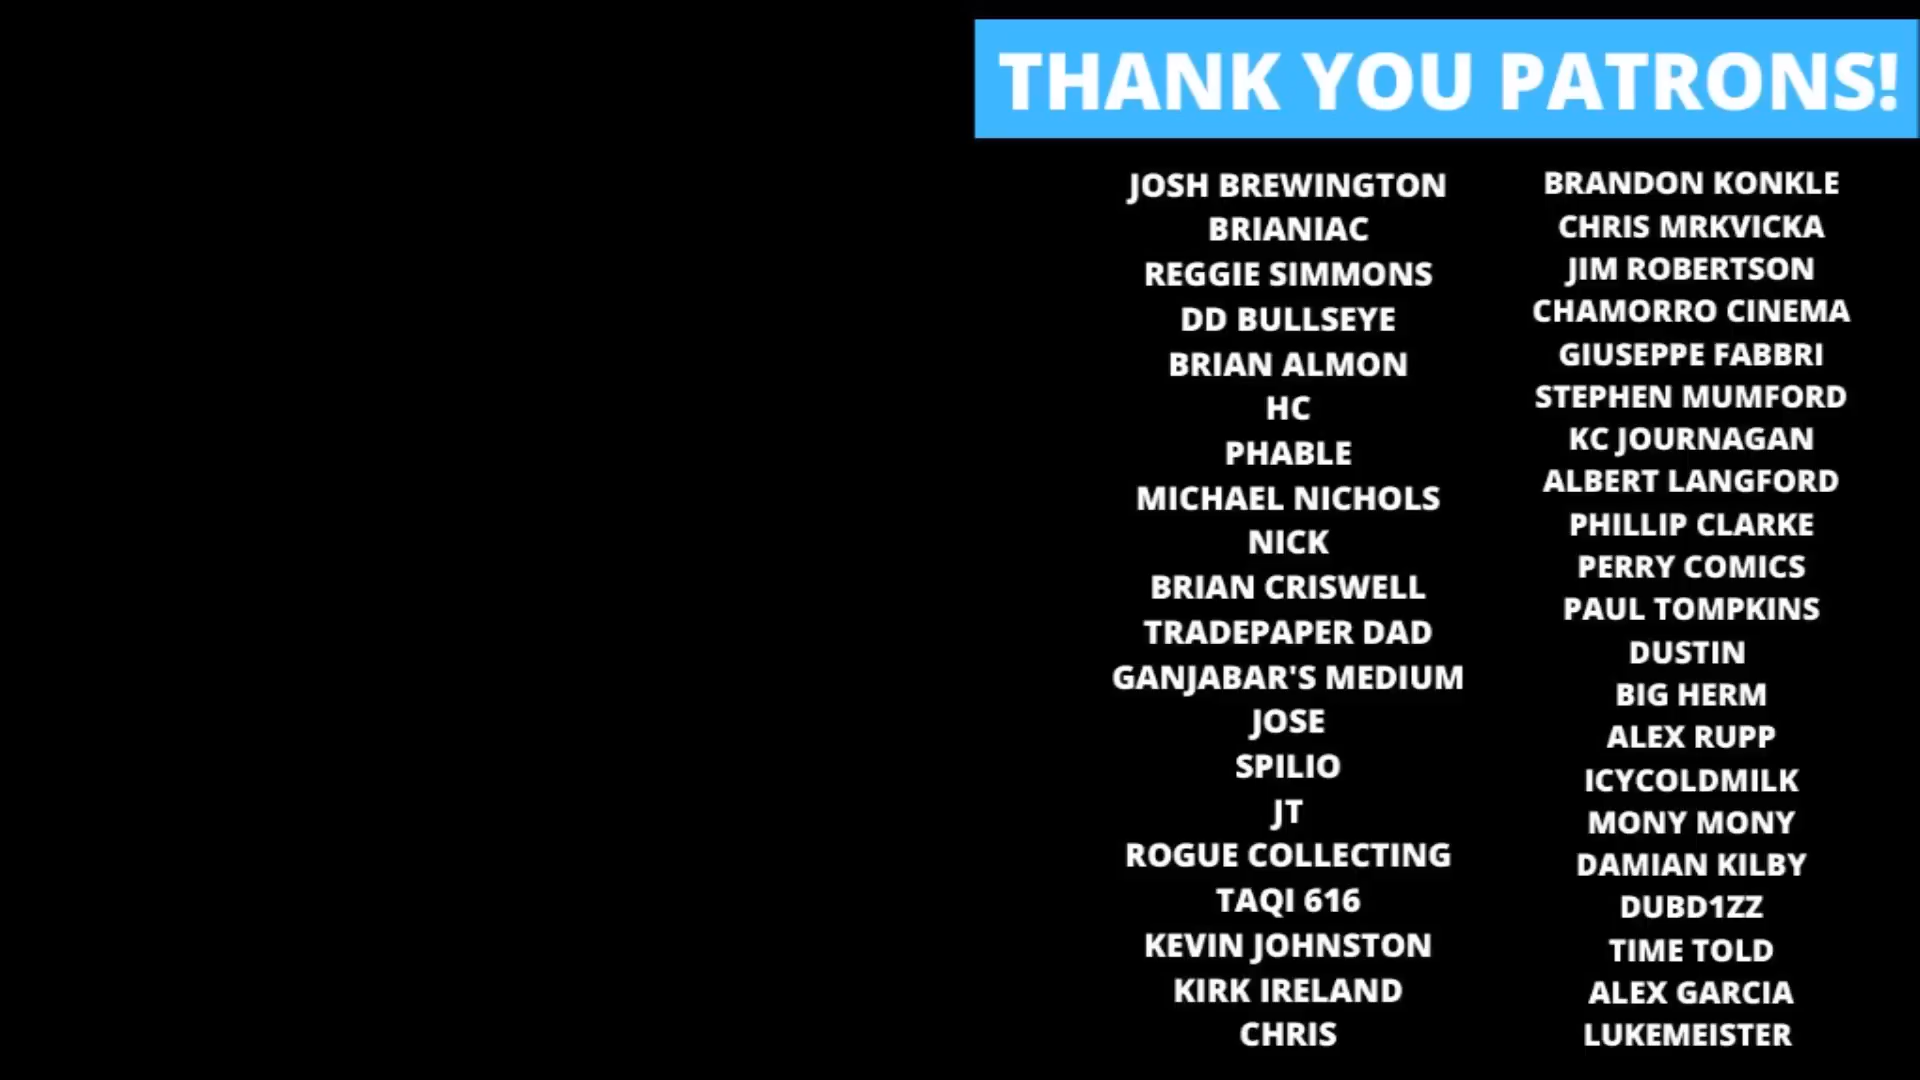 THANK YOU PATRONS!
JOSH BREWINGTON
BRIANIAC
REGGIE SIMMONS
DD BULLSEYE
BRIAN ALMON
HC
PHABLE
MICHAEL NICHOLS
NICK
BRIAN CRISWELL
TRADEPAPER DAD
GANJABAR'S MEDIUM
JOSE
SPILIO
JT
ROGUE COLLECTING
TAQI 616
KEVIN JOHNSTON
KIRK IRELAND
CHRIS
BRANDON KONKLE
CHRIS MRKVICKA
JIM ROBERTSON
CHAMORRO CINEMA
GIUSEPPE FABBRI
STEPHEN MUMFORD
KC JOURNAGAN
ALBERT LANGFORD
PHILLIP CLARKE
PERRY COMICS
PAUL TOMPKINS
DUSTIN
BIG HERM
ALEX RUPP
ICYCOLDMILK
MONY MONY
DAMIAN KILBY
DUBD1ZZ
TIME TOLD
ALEX GARCIA
LUKEMEISTER